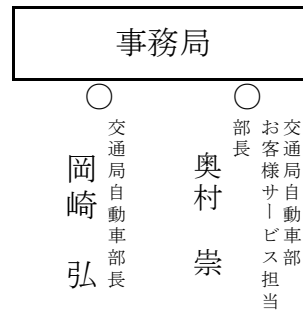 事務局
交通局自動車部
お客様サービス担当
部長
奥村 崇
交通局自動車部長
岡崎 弘